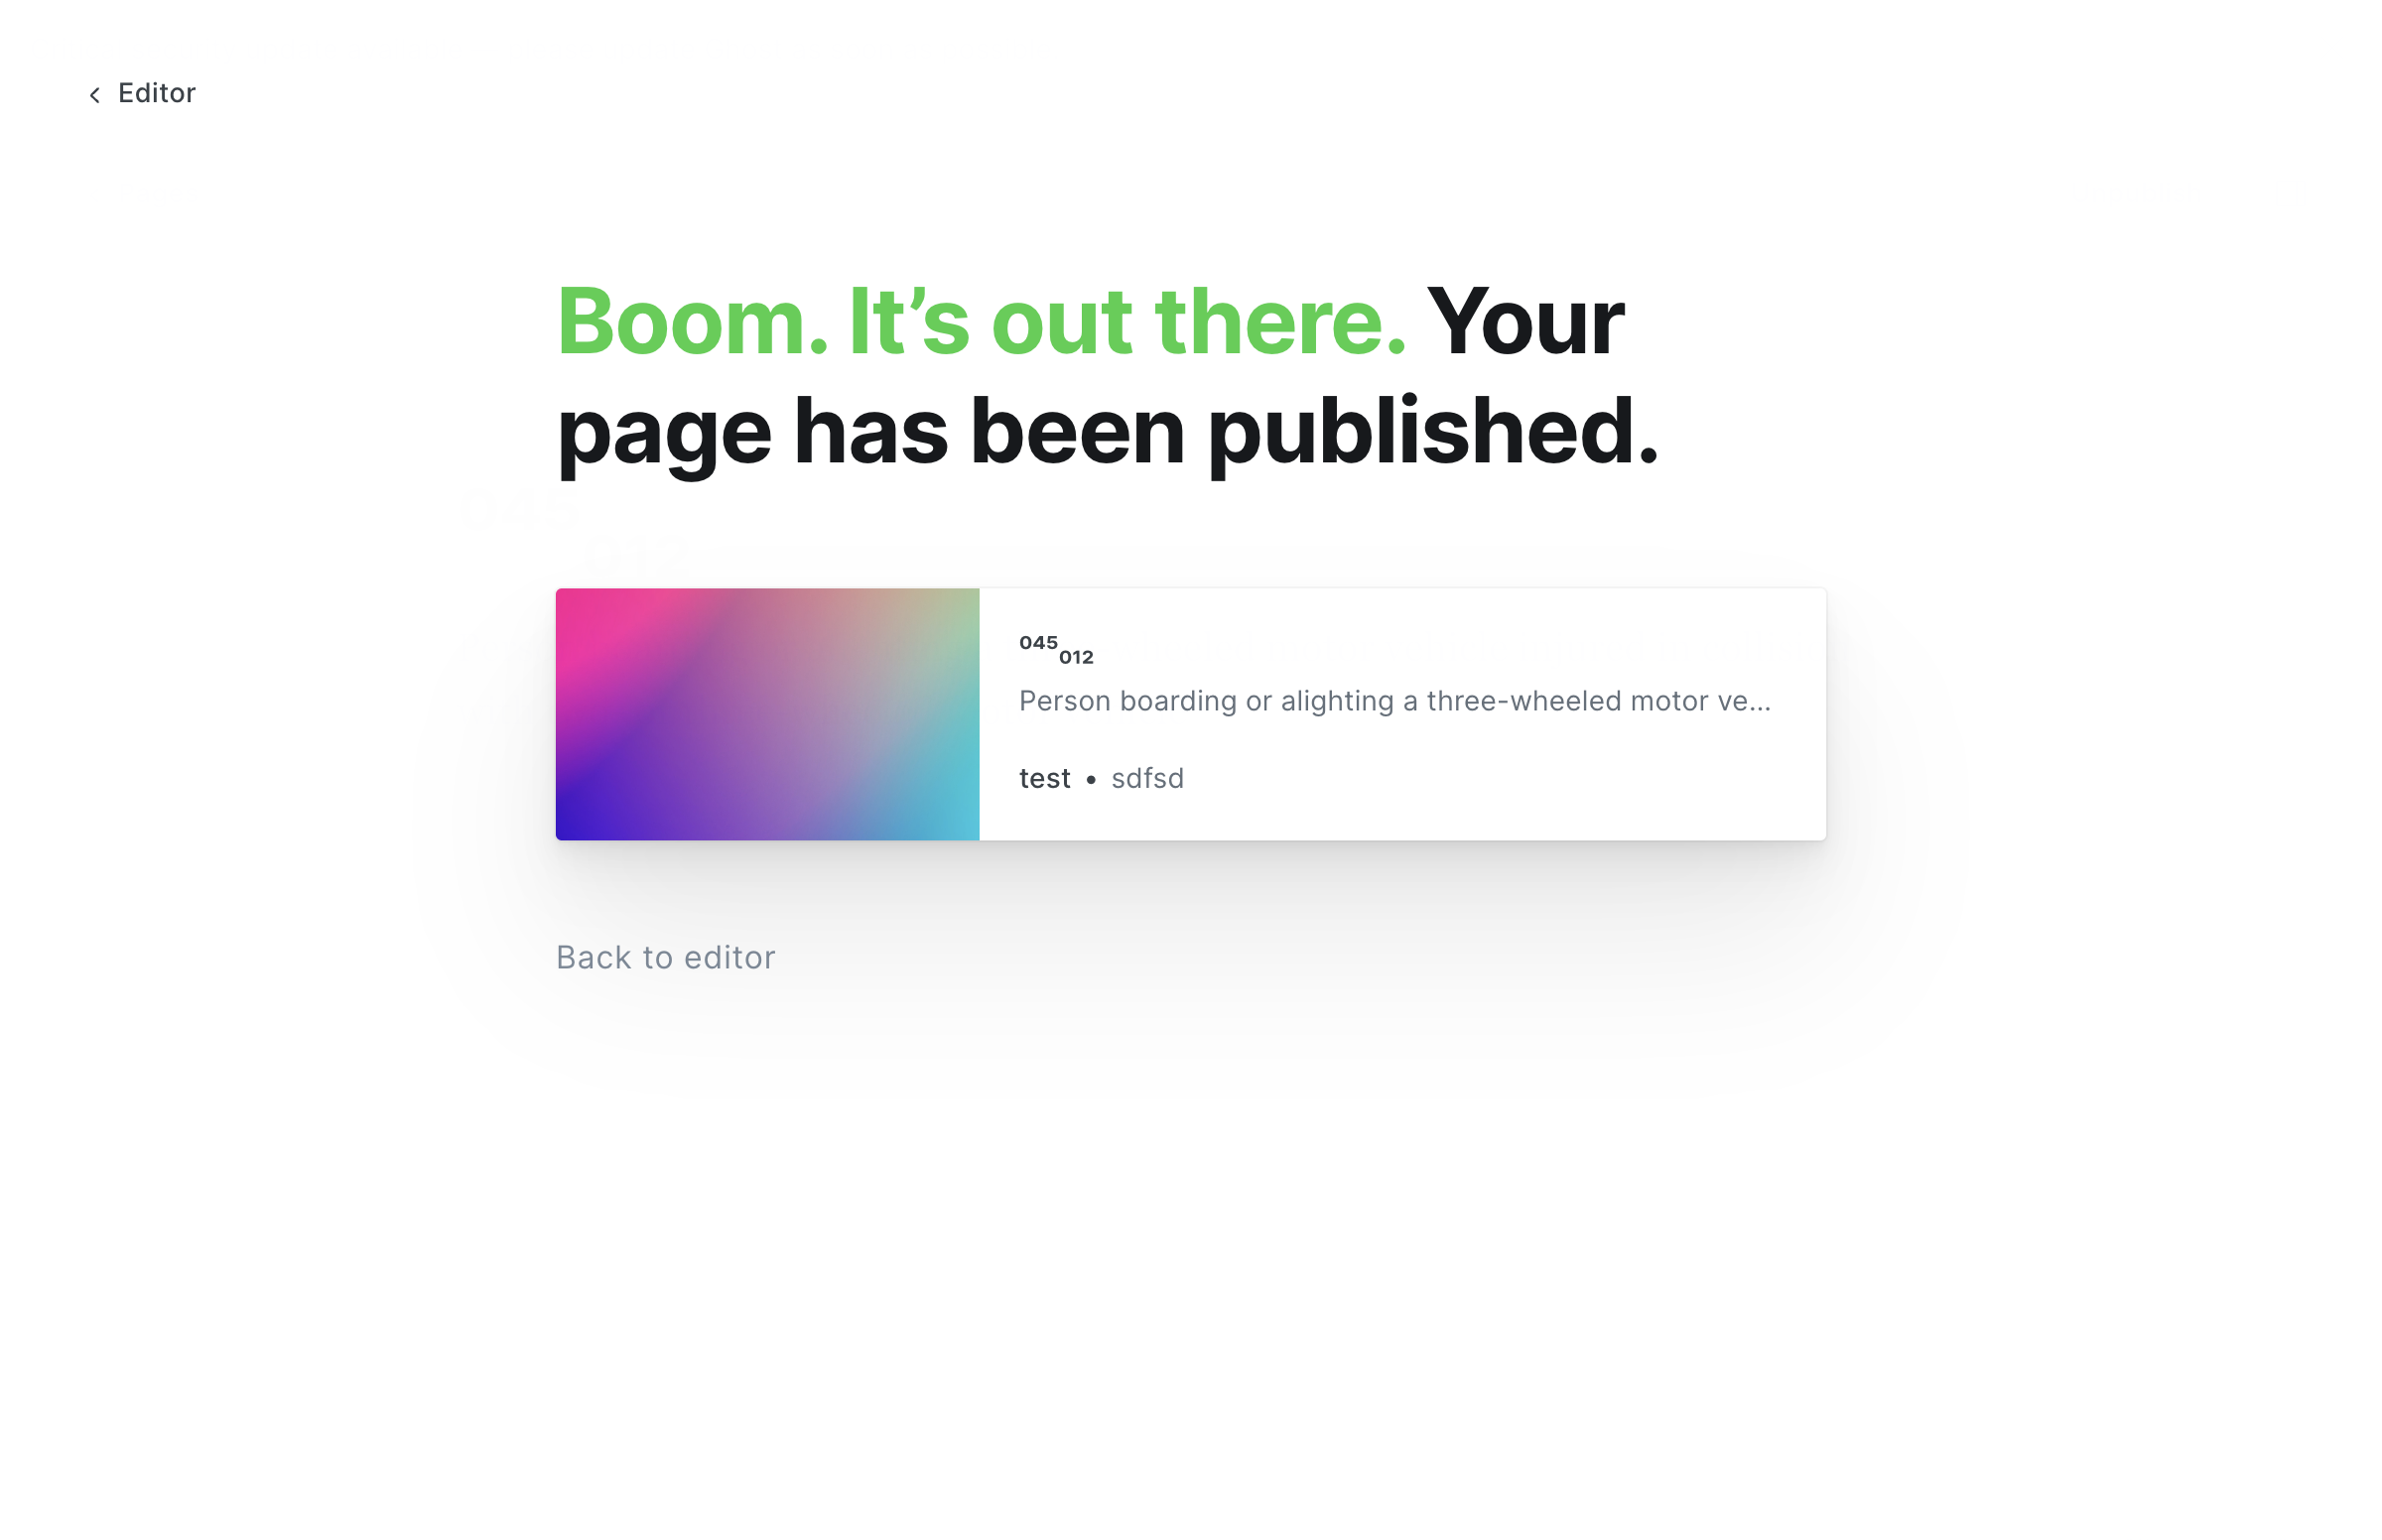 Editor
Boom. It’s out there. Your
page has been published.
045
012
Person boarding or alighting a three-wheeled motor ve...
test • sdfsd
Back to editor